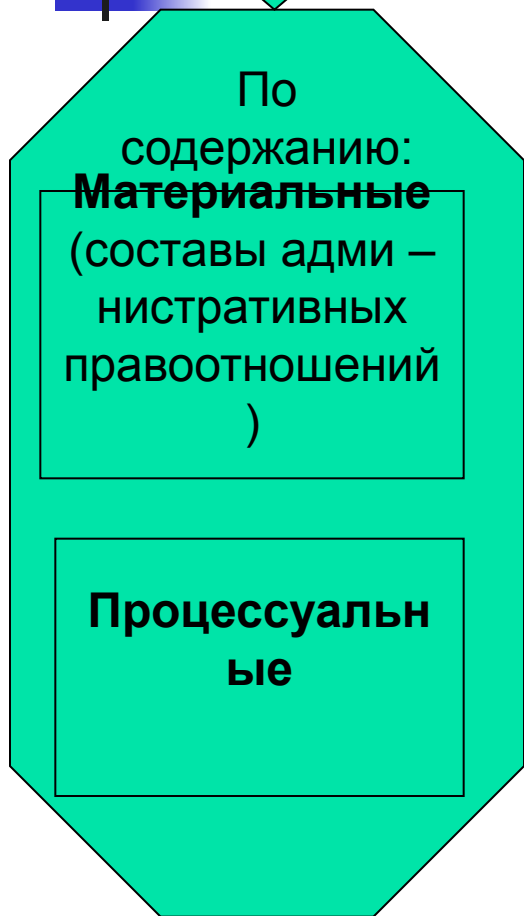 По
содержанию:
Материальные
(составы адми –
нистративных
правоотношений
)
Процессуальн
ые